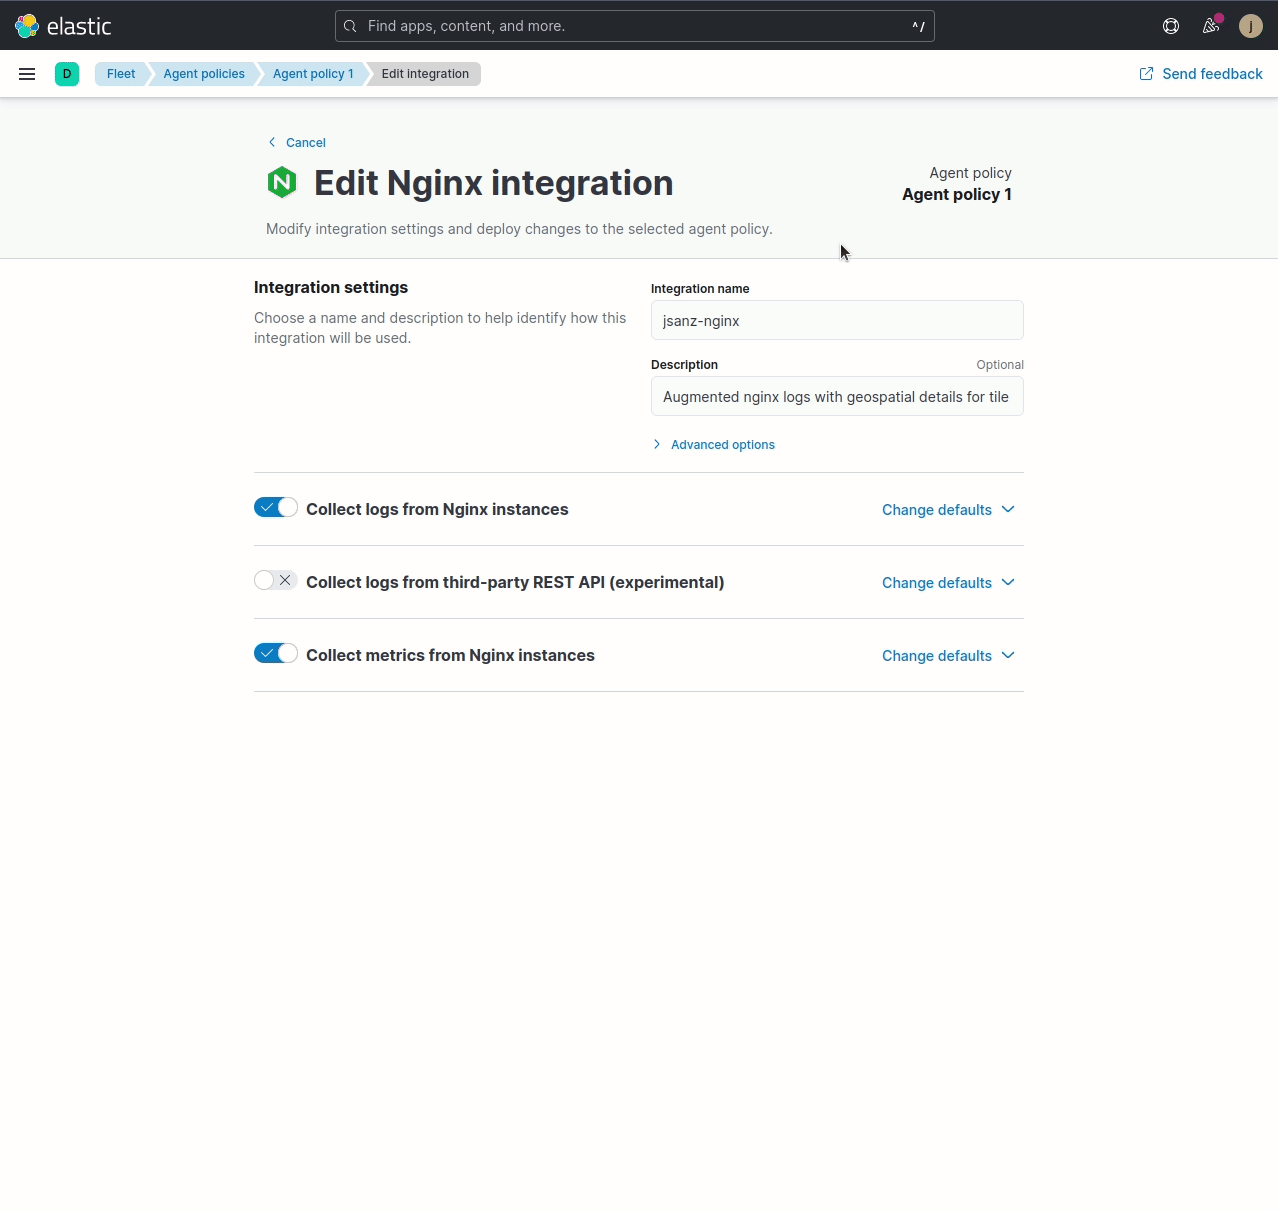 elastic
Find apps, content, and more.
^/
j
D
Fleet
Agent policies
Agent policy 1
Edit integration
Send feedback
Cancel
Edit Nginx integration
Agent policy
Agent policy 1
Modify integration settings and deploy changes to the selected agent policy.
Integration settings
Choose a name and description to help identify how this
integration will be used.
Integration name
jsanz-nginx
Description
Optional
Augmented nginx logs with geospatial details for tile
Advanced options
Collect logs from Nginx instances
Change defaults
Collect logs from third-party REST API (experimental)
Change defaults
Collect metrics from Nginx instances
Change defaults